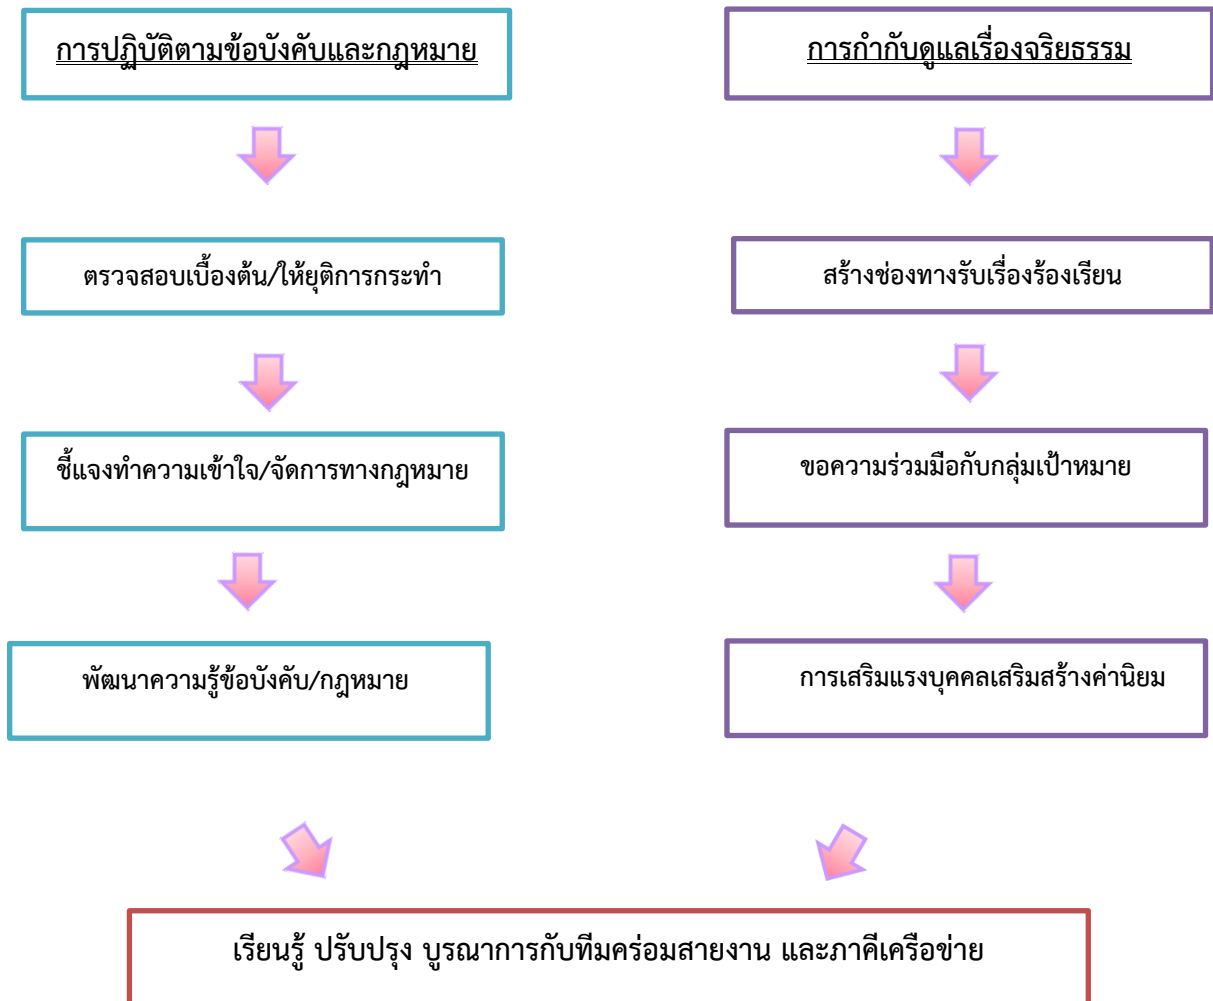 การปฏิบัติตามข้อบังคับและกฎหมาย
ตรวจสอบเบื้องต้น/ให้ยุติการกระทำ
ชี้แจงทำความเข้าใจ/จัดการทางกฎหมาย
พัฒนาความรู้ข้อบังคับ/กฎหมาย
การกำกับดูแลเรื่องจริยธรรม
สร้างช่องทางรับเรื่องร้องเรียน
ขอความร่วมมือกับกลุ่มเป้าหมาย
การเสริมแรงบุคคลเสริมสร้างค่านิยม
เรียนรู้ ปรับปรุง บูรณาการกับทีมคร่อมสายงาน และภาคีเครือข่าย